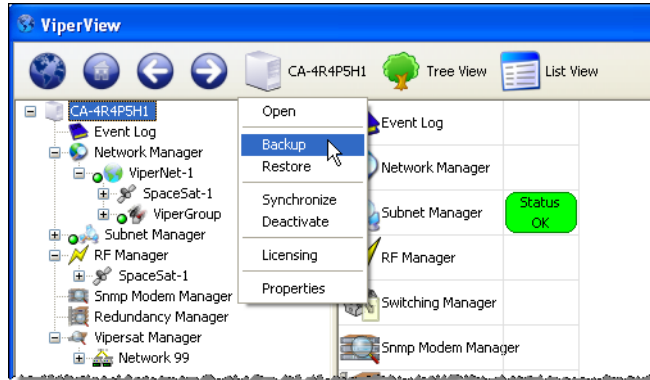 ViperView
CA-4R4P5H1
Tree View
List View
CA-4R4P5H1
Event Log
Network Manager
ViperNet-1
SpaceSat-1
ViperGroup
Subnet Manager
RF Manager
SpaceSat-1
Snmp Modem Manager
Redundancy Manager
Vipersat Manager
Network 99
Open
Backup
Restore
Synchronize
Deactivate
Licensing
Properties
Event Log
Network Manager
Subnet Manager
Status
OK
RF Manager
Switching Manager
Snmp Modem Manager